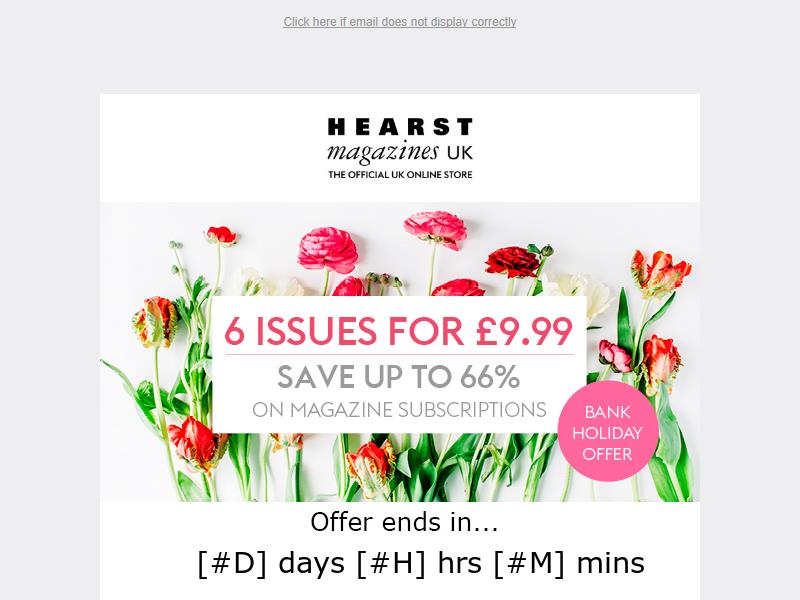 Click here if email does not display correctly
HEARST
magazines UK
THE OFFICIAL UK ONLINE STORE
6 ISSUES FOR £9.99
SAVE UP TO 66%
ON MAGAZINE SUBSCRIPTIONS
BANK
HOLIDAY
OFFER
Offer ends in...
[#D] days [#H] hrs [#M] mins